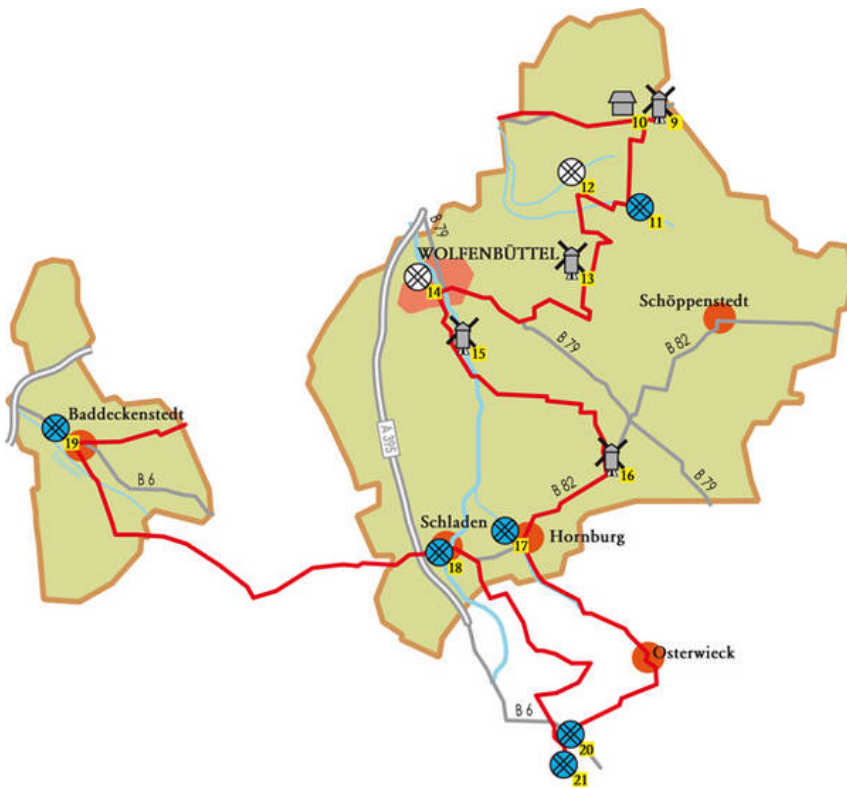 10
9
12
11
B 79
WOLFENBÜTTEL
13
14
Schöppenstedt
15
B 79
B 82
Baddeckenstedt
19
A 395
B 6
16
B 82
B 79
Schladen
17
Hornburg
18
Osterwieck
B 6
20
21